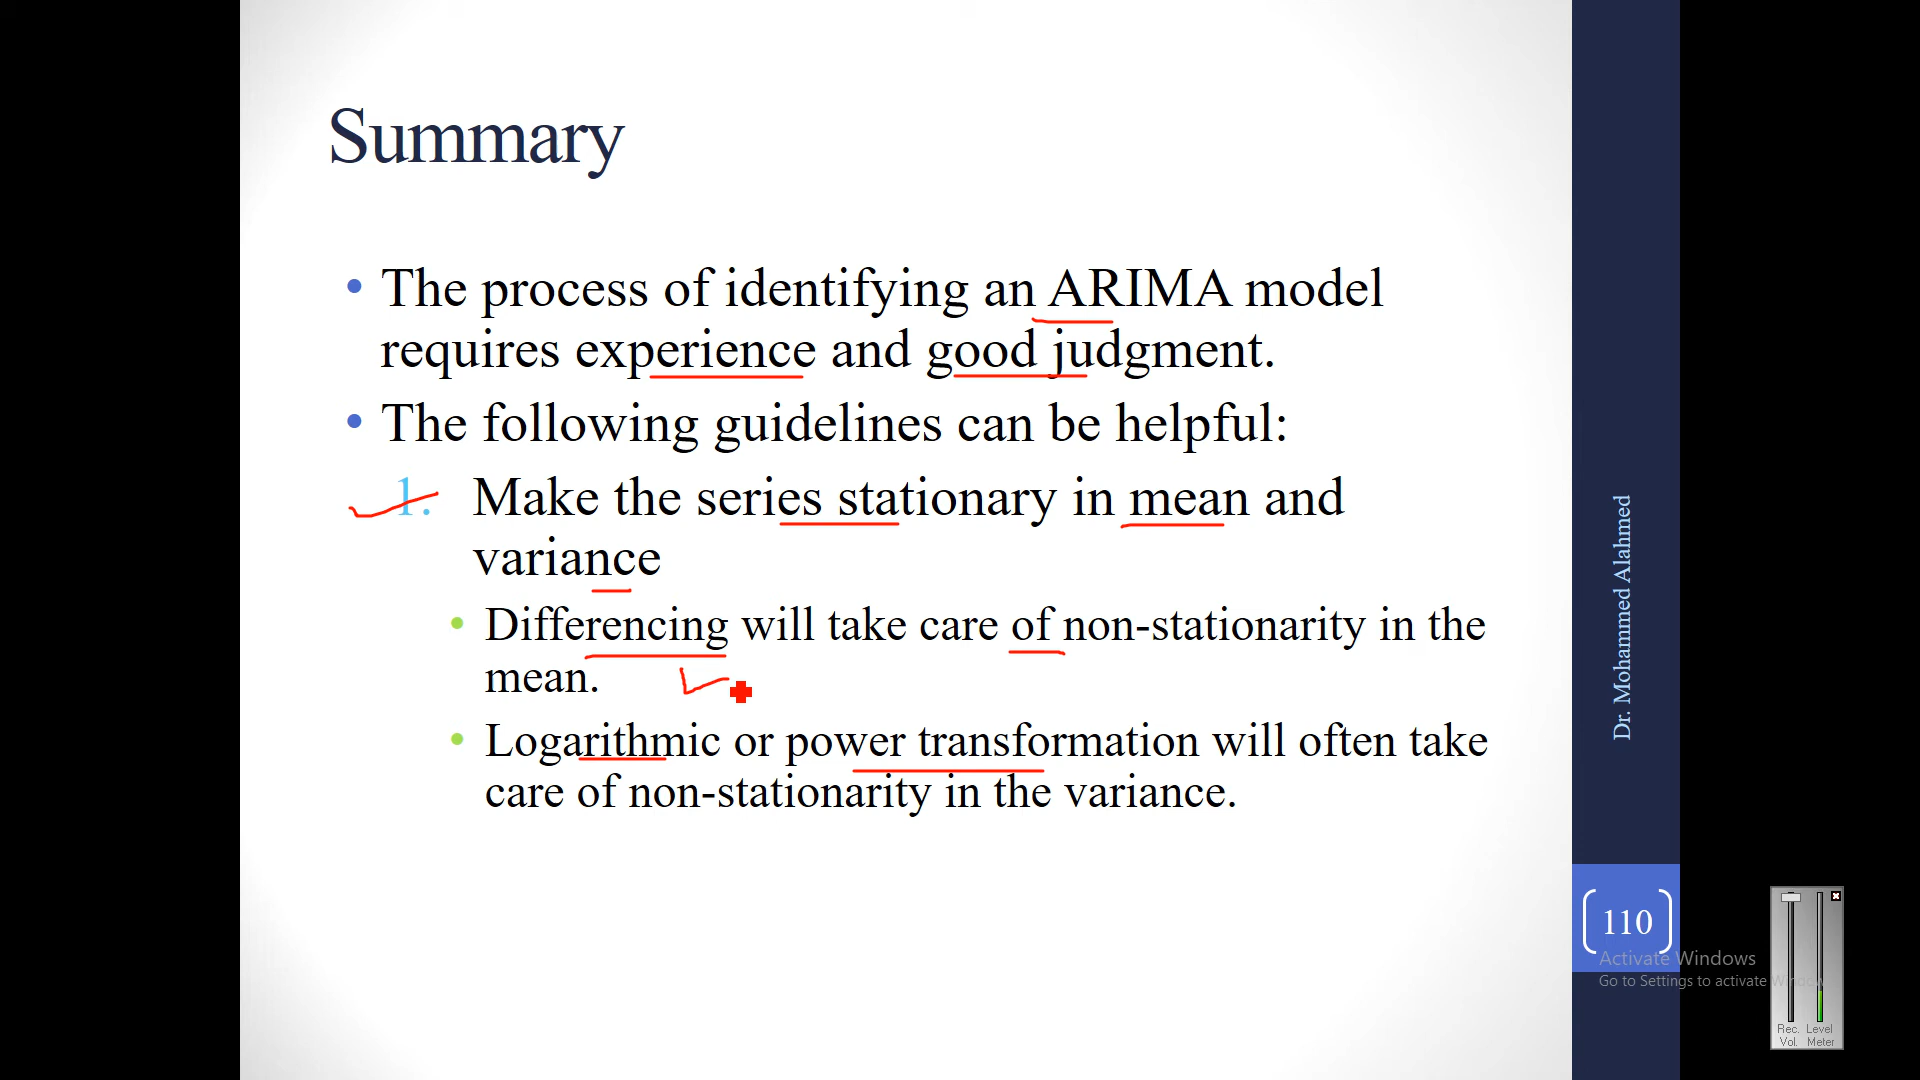 Summary
• The process of identifying an ARIMA model
requires experience and good judgment.
• The following guidelines can be helpful:
1. Make the series stationary in mean and
variance
• Differencing will take care of non-stationarity in the
mean.
• Logarithmic or power transformation will often take
care of non-stationarity in the variance.
Dr. Mohammed Alahmed
110
Activate Windows
Go to Settings to activate Windows
Rec. Level
Vol. Meter